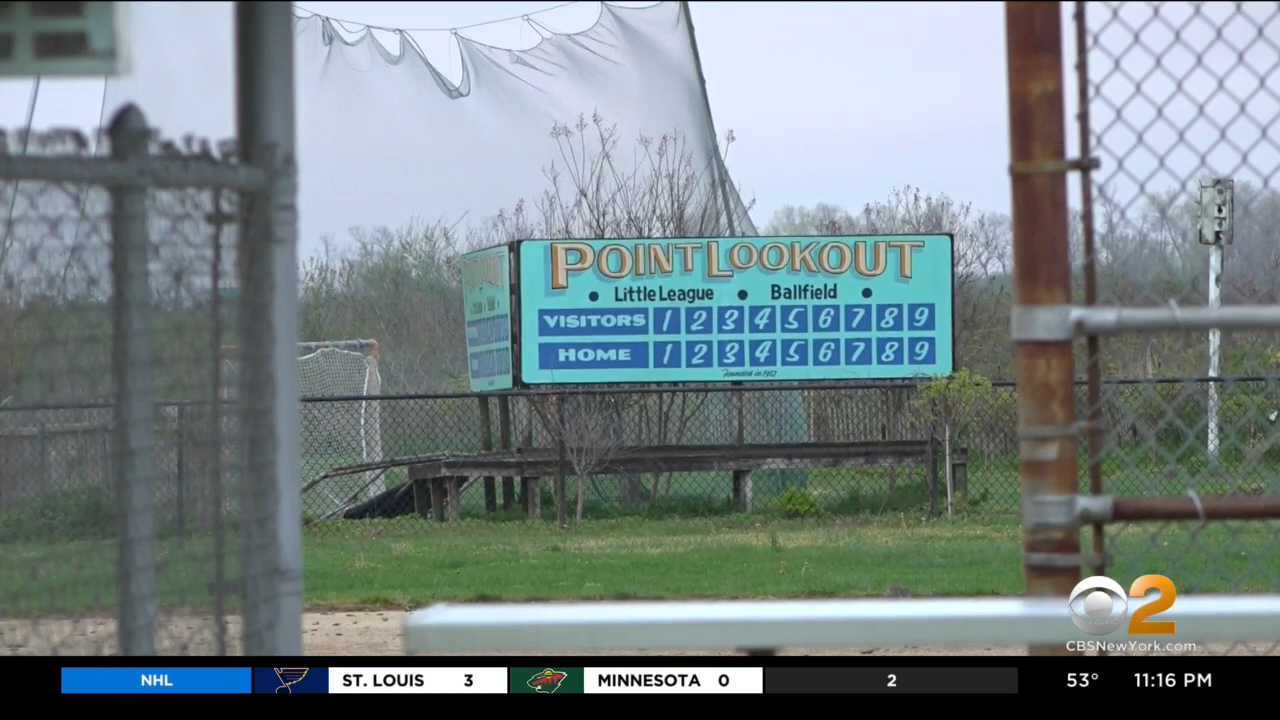 POINT LOOKOUT
Little League • Ballfield •
VISITORS 1 2 3 4 5 6 7 8 9
HOME 1 2 3 4 5 6 7 8 9
Founded in 1957
2
CBSNewYork.com
NHL ST. LOUIS 3 MINNESOTA 0 2 53° 11:16 PM